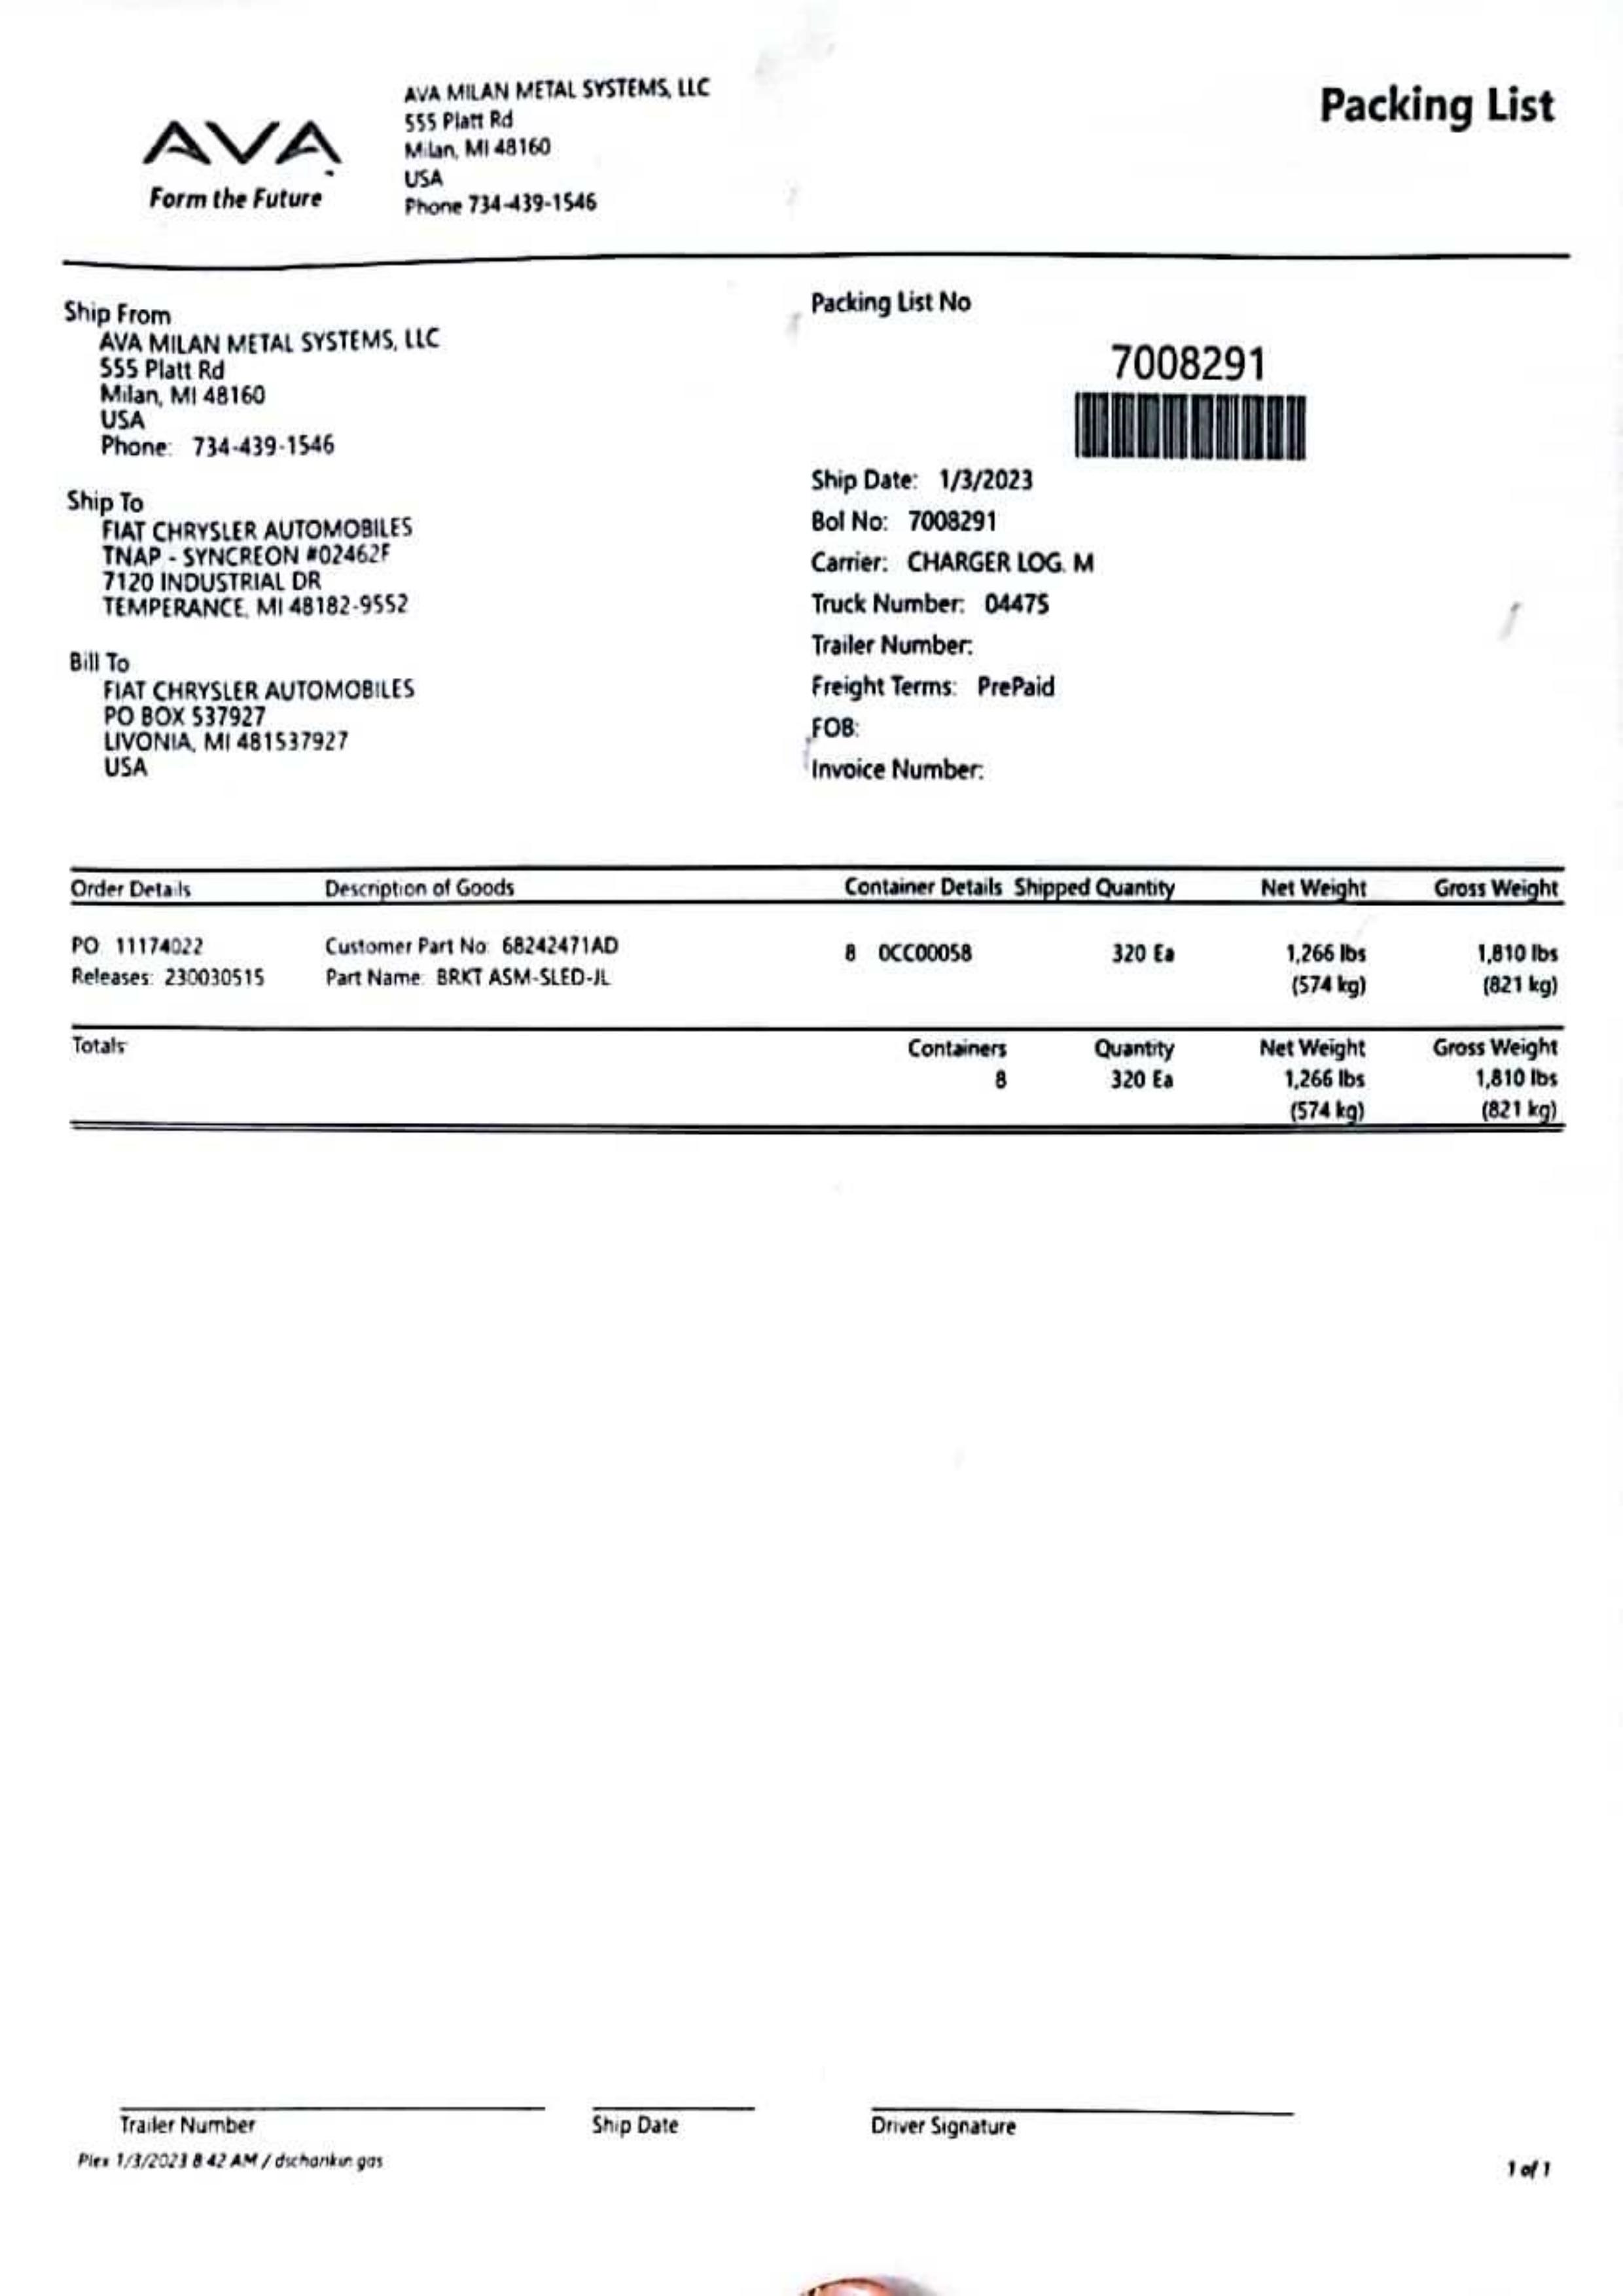 AVA
Form the Future
AVA MILAN METAL SYSTEMS, LLC
555 Platt Rd
Milan, MI 48160
USA
Phone 734-439-1546
Packing List
Ship From
AVA MILAN METAL SYSTEMS, LLC
555 Platt Rd
Milan, MI 48160
USA
Phone: 734-439-1546
Ship To
FIAT CHRYSLER AUTOMOBILES
TNAP - SYNCREON #02462F
7120 INDUSTRIAL DR
TEMPERANCE, MI 48182-9552
Bill To
FIAT CHRYSLER AUTOMOBILES
PO BOX 537927
LIVONIA, MI 481537927
USA
Packing List No
7008291
Ship Date: 1/3/2023
Bol No: 7008291
Carrier: CHARGER LOG. M
Truck Number: 04475
Trailer Number:
Freight Terms: PrePaid
FOB:
Invoice Number:
Order Details Description of Goods Container Details Shipped Quantity Net Weight Gross Weight
PO: 11174022 Customer Part No: 68242471AD 8 0CC00058 320 Ea 1,266 lbs 1,810 lbs
Releases: 230030515 Part Name: BRKT ASM-SLED-JL (574 kg) (821 kg)
Totals Containers Quantity Net Weight Gross Weight
8 320 Ea 1,266 lbs 1,810 lbs
(574 kg) (821 kg)
Trailer Number Ship Date Driver Signature
Plex 1/3/2023 8:42 AM / dschankin.gas
1 of 1